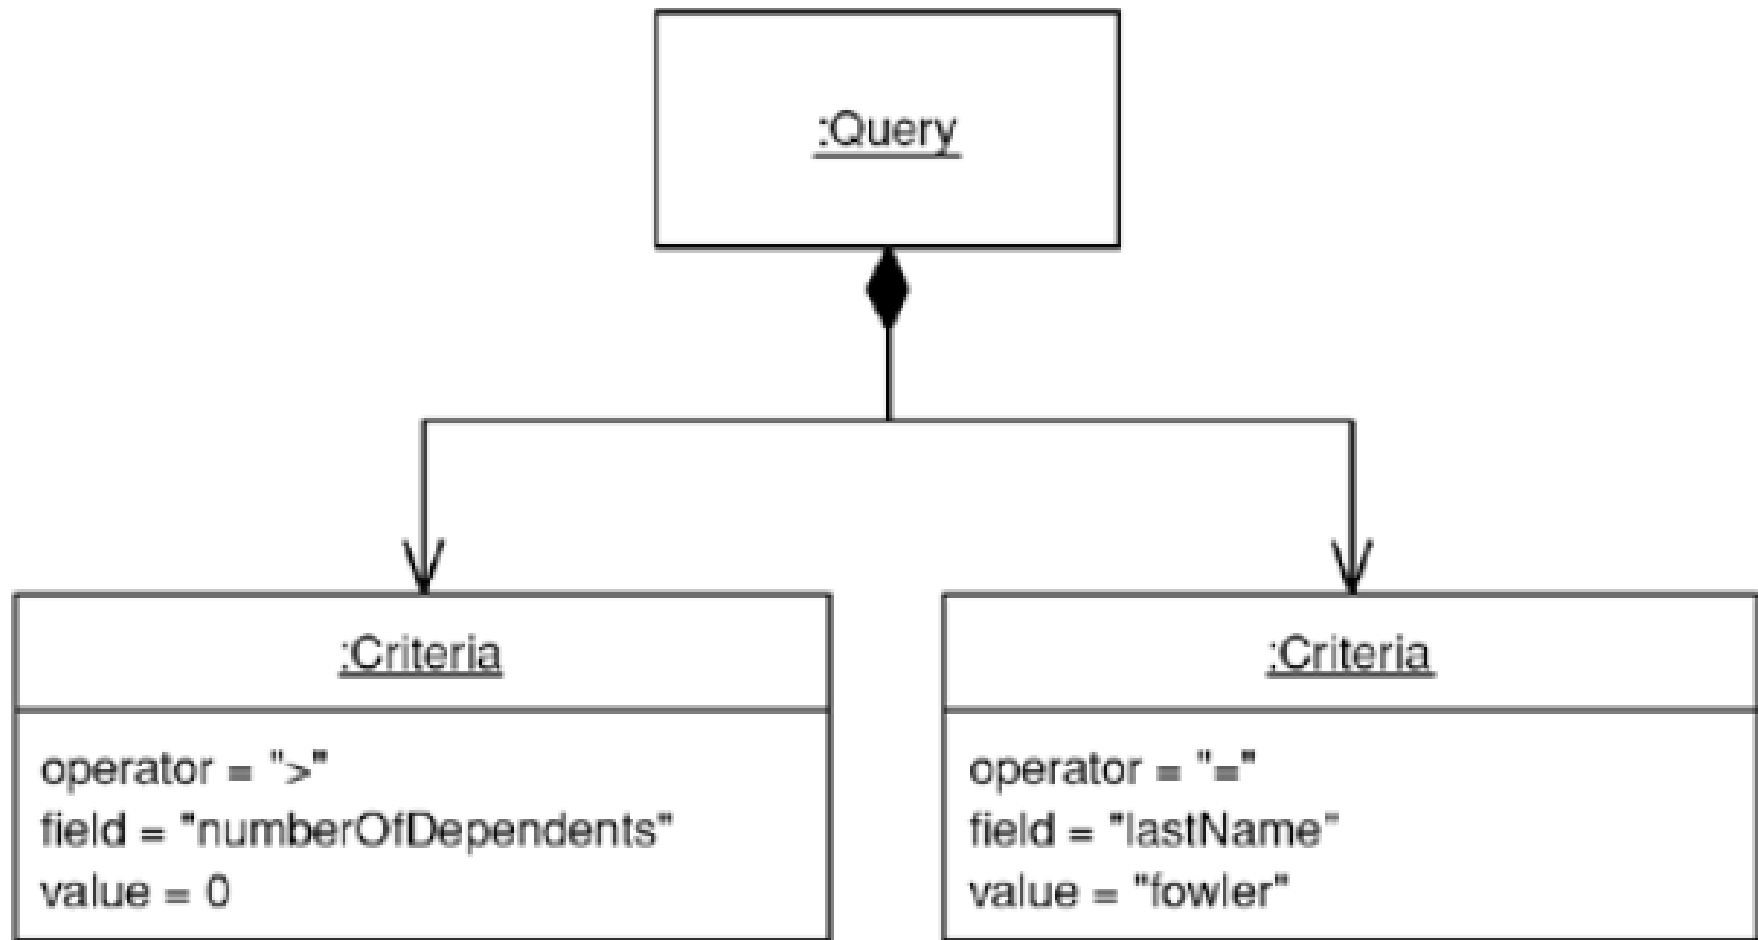 :Query
:Criteria
operator = ">"
field = "numberOfDependents"
value = 0
:Criteria
operator = "="
field = "lastName"
value = "fowler"